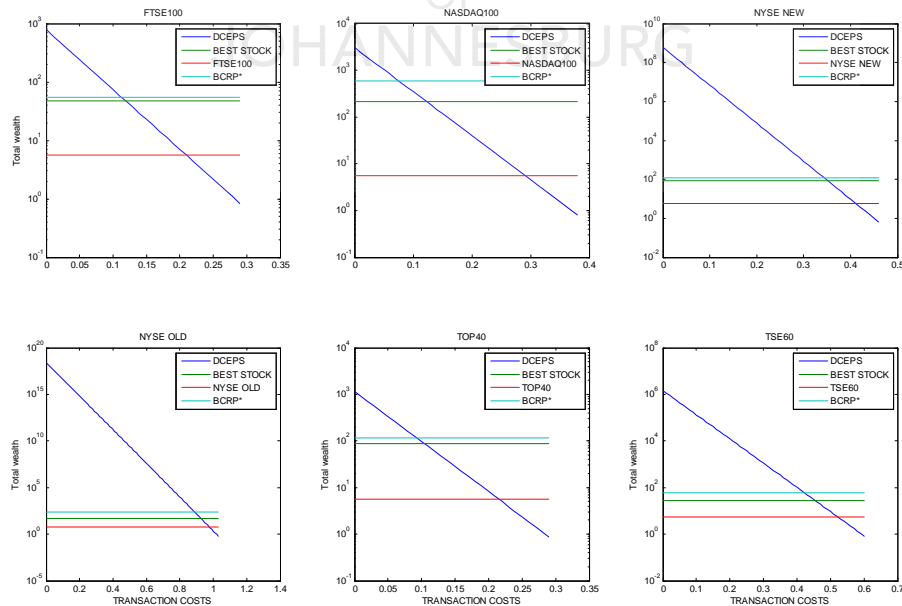 OF
JOHANNESBURG
FTSE100
10^3
10^2
10^1
10^0
10^-1
Total wealth
0 0.05 0.1 0.15 0.2 0.25 0.3 0.35
DCEPS
BEST STOCK
FTSE100
BCRP*
NASDAQ100
10^4
10^3
10^2
10^1
10^0
10^-1
Total wealth
0 0.1 0.2 0.3 0.4
DCEPS
BEST STOCK
NASDAQ100
BCRP*
NYSE NEW
10^10
10^8
10^6
10^4
10^2
10^0
10^-2
Total wealth
0 0.1 0.2 0.3 0.4 0.5
DCEPS
BEST STOCK
NYSE NEW
BCRP*
NYSE OLD
10^20
10^15
10^10
10^5
10^0
10^-5
Total wealth
0 0.2 0.4 0.6 0.8 1 1.2 1.4
TRANSACTION COSTS
DCEPS
BEST STOCK
NYSE OLD
BCRP*
TOP40
10^4
10^3
10^2
10^1
10^0
10^-1
Total wealth
0 0.05 0.1 0.15 0.2 0.25 0.3 0.35
TRANSACTION COSTS
DCEPS
BEST STOCK
TOP40
BCRP*
TSE60
10^8
10^6
10^4
10^2
10^0
10^-2
Total wealth
0 0.1 0.2 0.3 0.4 0.5 0.6 0.7
TRANSACTION COSTS
DCEPS
BEST STOCK
TSE60
BCRP*